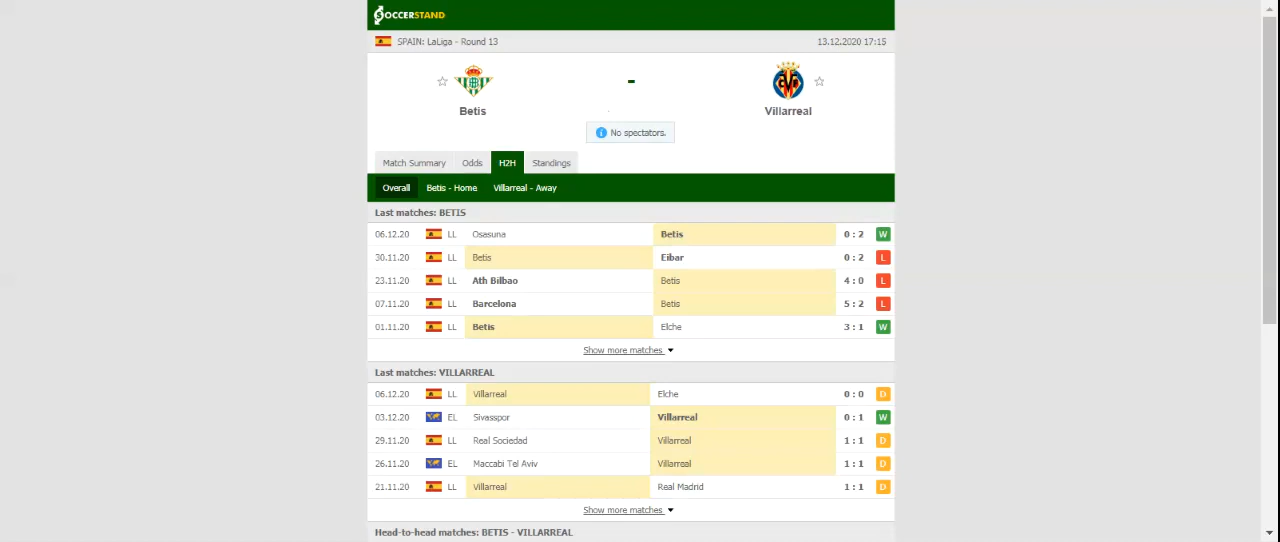 SOCCERSTAND
SPAIN: LaLiga - Round 13 13.12.2020 17:15
-
Betis Villarreal
No spectators.
Match Summary Odds H2H Standings
Overall Betis - Home Villarreal - Away
Last matches: BETIS
06.12.20 LL Osasuna Betis 0 : 2 W
30.11.20 LL Betis Eibar 0 : 2 L
23.11.20 LL Ath Bilbao Betis 4 : 0 L
07.11.20 LL Barcelona Betis 5 : 2 L
01.11.20 LL Betis Elche 3 : 1 W
Show more matches
Last matches: VILLARREAL
06.12.20 LL Villarreal Elche 0 : 0 D
03.12.20 EL Sivasspor Villarreal 0 : 1 W
29.11.20 LL Real Sociedad Villarreal 1 : 1 D
26.11.20 EL Maccabi Tel Aviv Villarreal 1 : 1 D
21.11.20 LL Villarreal Real Madrid 1 : 1 D
Show more matches
Head-to-head matches: BETIS - VILLARREAL